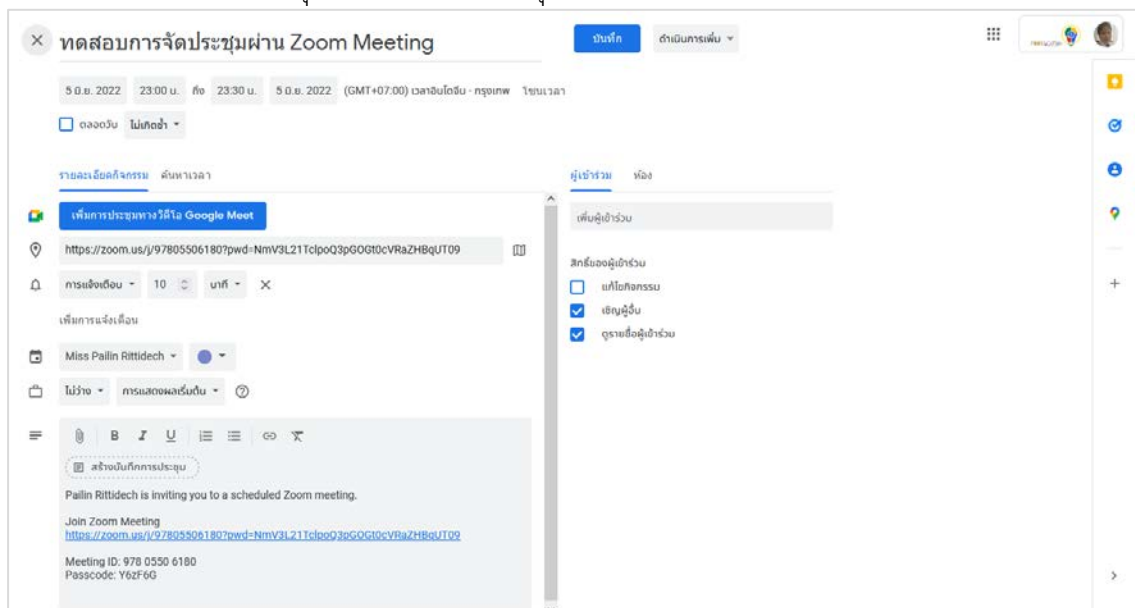 ทดสอบการจัดประชุมผ่าน Zoom Meeting
บันทึก ดำเนินการเพิ่ม
5 มิ.ย. 2022 23:00 น. ถึง 23:30 น. 5 มิ.ย. 2022 (GMT+07:00) เวลาอินโดจีน - กรุงเทพ โซนเวลา
ตลอดวัน ไม่เกิดซ้ำ
รายละเอียดกิจกรรม ค้นหาเวลา
ผู้เข้าร่วม ห้อง
เพิ่มการประชุมทางวิดีโอ Google Meet
เพิ่มผู้เข้าร่วม
https://zoom.us/j/97805506180?pwd=NmV3L21TclpoQ3pGOGt0cVRaZHBqUT09
สิทธิ์ของผู้เข้าร่วม
การแจ้งเตือน 10 นาที
แก้ไขกิจกรรม
เชิญผู้อื่น
ดูรายชื่อผู้เข้าร่วม
เพิ่มการแจ้งเตือน
Miss Pailin Rittidech
ไม่ว่าง การแสดงผลเริ่มต้น
B I U
สร้างบันทึกการประชุม
Pailin Rittidech is inviting you to a scheduled Zoom meeting.
Join Zoom Meeting
https://zoom.us/j/97805506180?pwd=NmV3L21TclpoQ3pGOGt0cVRaZHBqUT09
Meeting ID: 978 0550 6180
Passcode: Y6zF6G